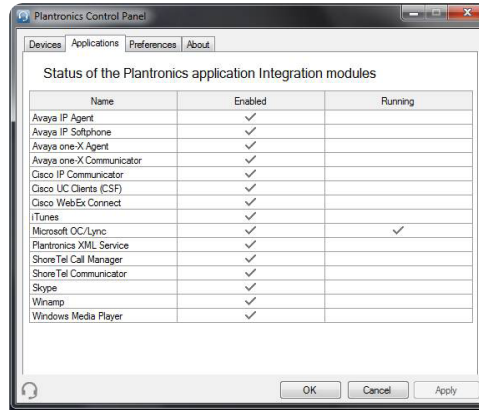 Plantronics Control Panel
Devices Applications Preferences About
Status of the Plantronics application Integration modules
Name Enabled Running
Avaya IP Agent
Avaya IP Softphone
Avaya one-X Agent
Avaya one-X Communicator
Cisco IP Communicator
Cisco UC Clients (CSF)
Cisco WebEx Connect
iTunes
Microsoft OC/Lync
Plantronics XML Service
ShoreTel Call Manager
ShoreTel Communicator
Skype
Winamp
Windows Media Player
OK Cancel Apply